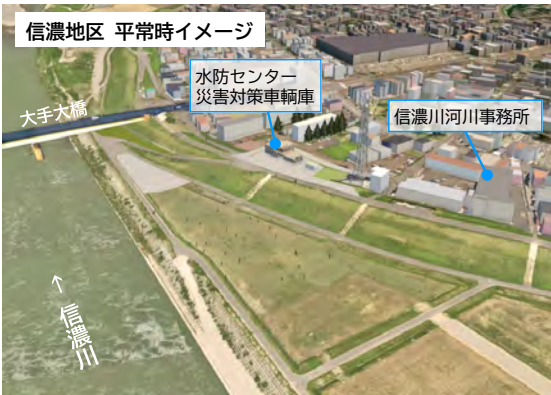 信濃地区 平常時イメージ
水防センター
災害対策車輌庫
大手大橋
信濃川河川事務所
↑
信濃川